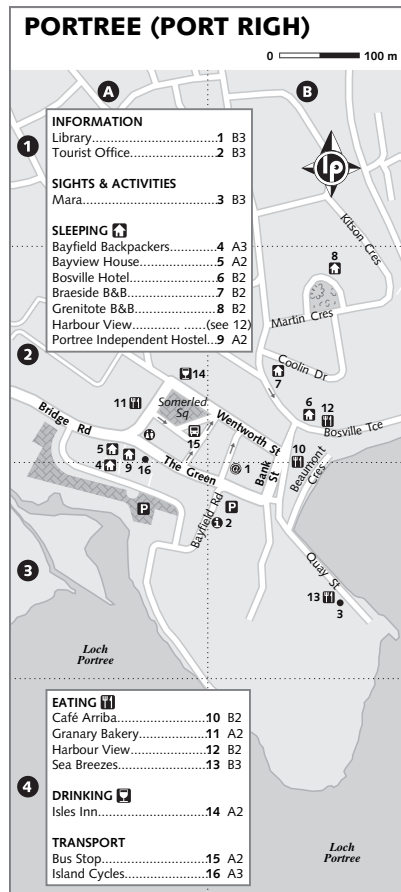 PORTREE (PORT RIGH)
0 100 m
A B
1
INFORMATION
Library..............................1 B3
Tourist Office......................2 B3
SIGHTS & ACTIVITIES
Mara.................................3 B3
SLEEPING
Bayfield Backpackers............4 A3
Bayview House....................5 A2
Bosville Hotel......................6 B2
Braeside B&B......................7 B2
Grenitote B&B.....................8 B2
Harbour View............. ......(see 12)
Portree Independent Hostel...9 A2
lp
Kitson Cres
8
Martin Cres
2
Coolin Dr
7
14
11
Somerled
Sq
6
12
Bridge Rd
Wentworth St
Bosville Tce
15
5
4
9
16
The Green
@ 1
Bank St
10
Beaumont
Cres
P
P
Bayfield Rd
i 2
3
Quay St
13
3
Loch
Portree
EATING
Café Arriba.......................10 B2
Granary Bakery..................11 A2
Harbour View....................12 B2
Sea Breezes......................13 B3
4
DRINKING
Isles Inn...........................14 A2
TRANSPORT
Bus Stop..........................15 A2
Island Cycles.....................16 A3
Loch
Portree